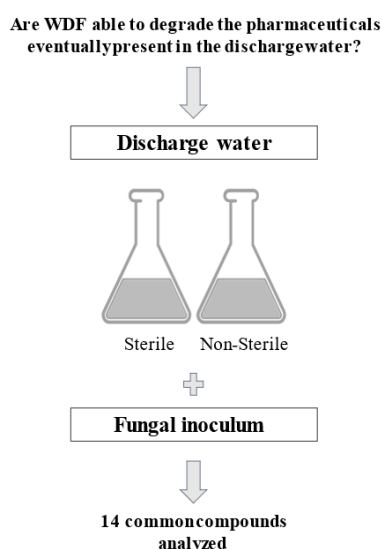 Are WDF able to degrade the pharmaceuticals
eventuallypresent in the dischargewater?
Discharge water
Sterile Non-Sterile
Fungal inoculum
14 commoncompounds
analyzed